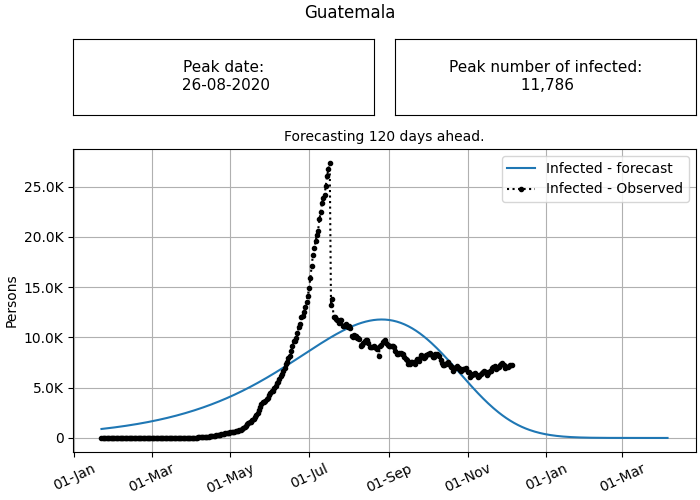 Guatemala
Peak date:
26-08-2020
Peak number of infected:
11,786
Forecasting 120 days ahead.
Infected - forecast
Infected - Observed
Persons
25.0K
20.0K
15.0K
10.0K
5.0K
0
01-Jan
01-Mar
01-May
01-Jul
01-Sep
01-Nov
01-Jan
01-Mar